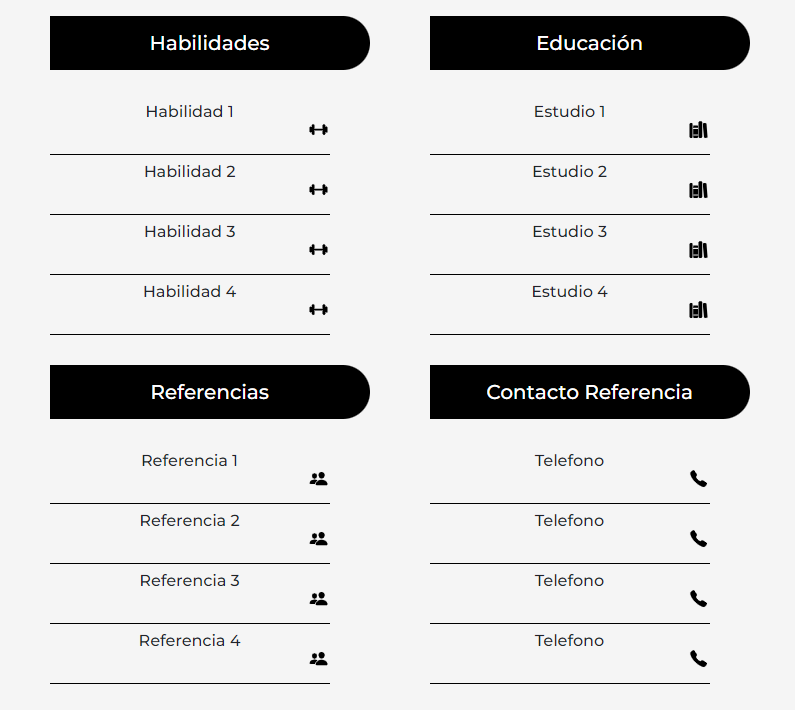 Habilidades
Habilidad 1
Habilidad 2
Habilidad 3
Habilidad 4
Educación
Estudio 1
Estudio 2
Estudio 3
Estudio 4
Referencias
Referencia 1
Referencia 2
Referencia 3
Referencia 4
Contacto Referencia
Telefono
Telefono
Telefono
Telefono